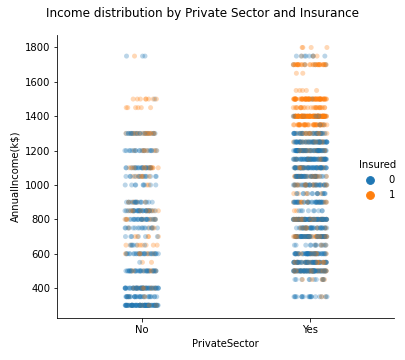 Income distribution by Private Sector and Insurance
1800
1600
1400
1200
1000
800
600
400
AnnualIncome(k$)
No
Yes
PrivateSector
Insured
0
1